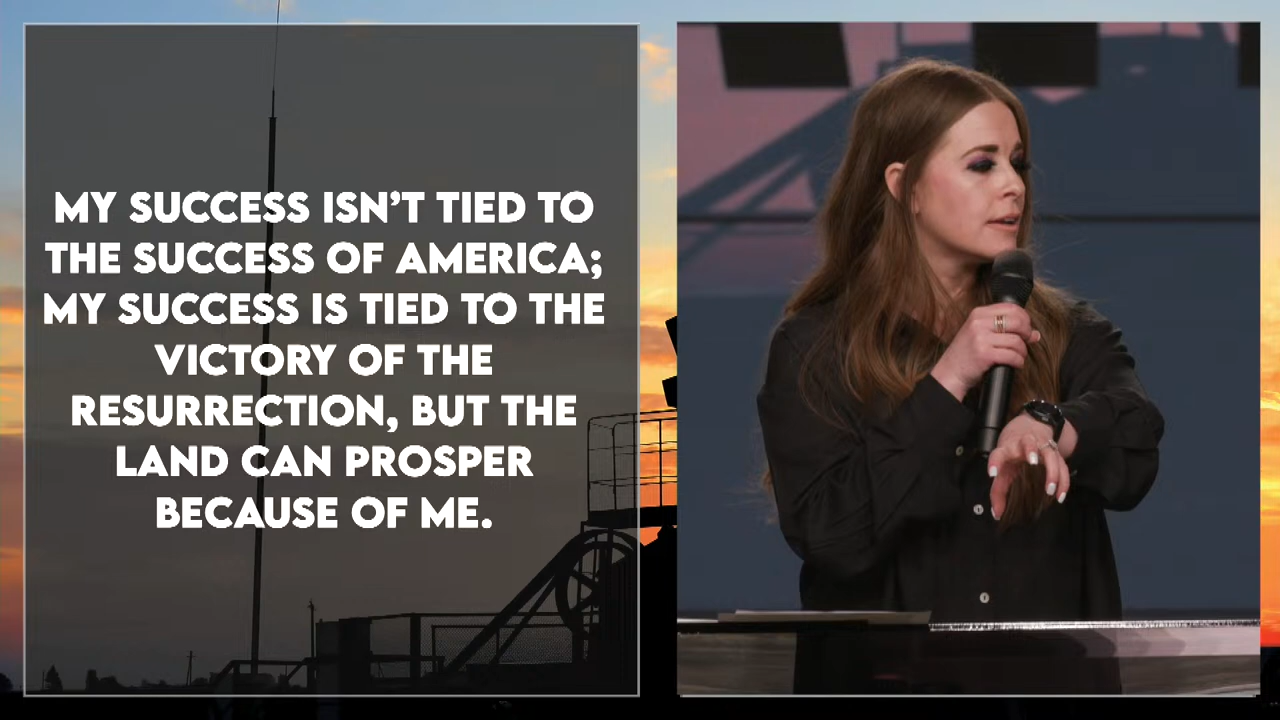 MY SUCCESS ISN’T TIED TO
THE SUCCESS OF AMERICA;
MY SUCCESS IS TIED TO THE
VICTORY OF THE
RESURRECTION, BUT THE
LAND CAN PROSPER
BECAUSE OF ME.